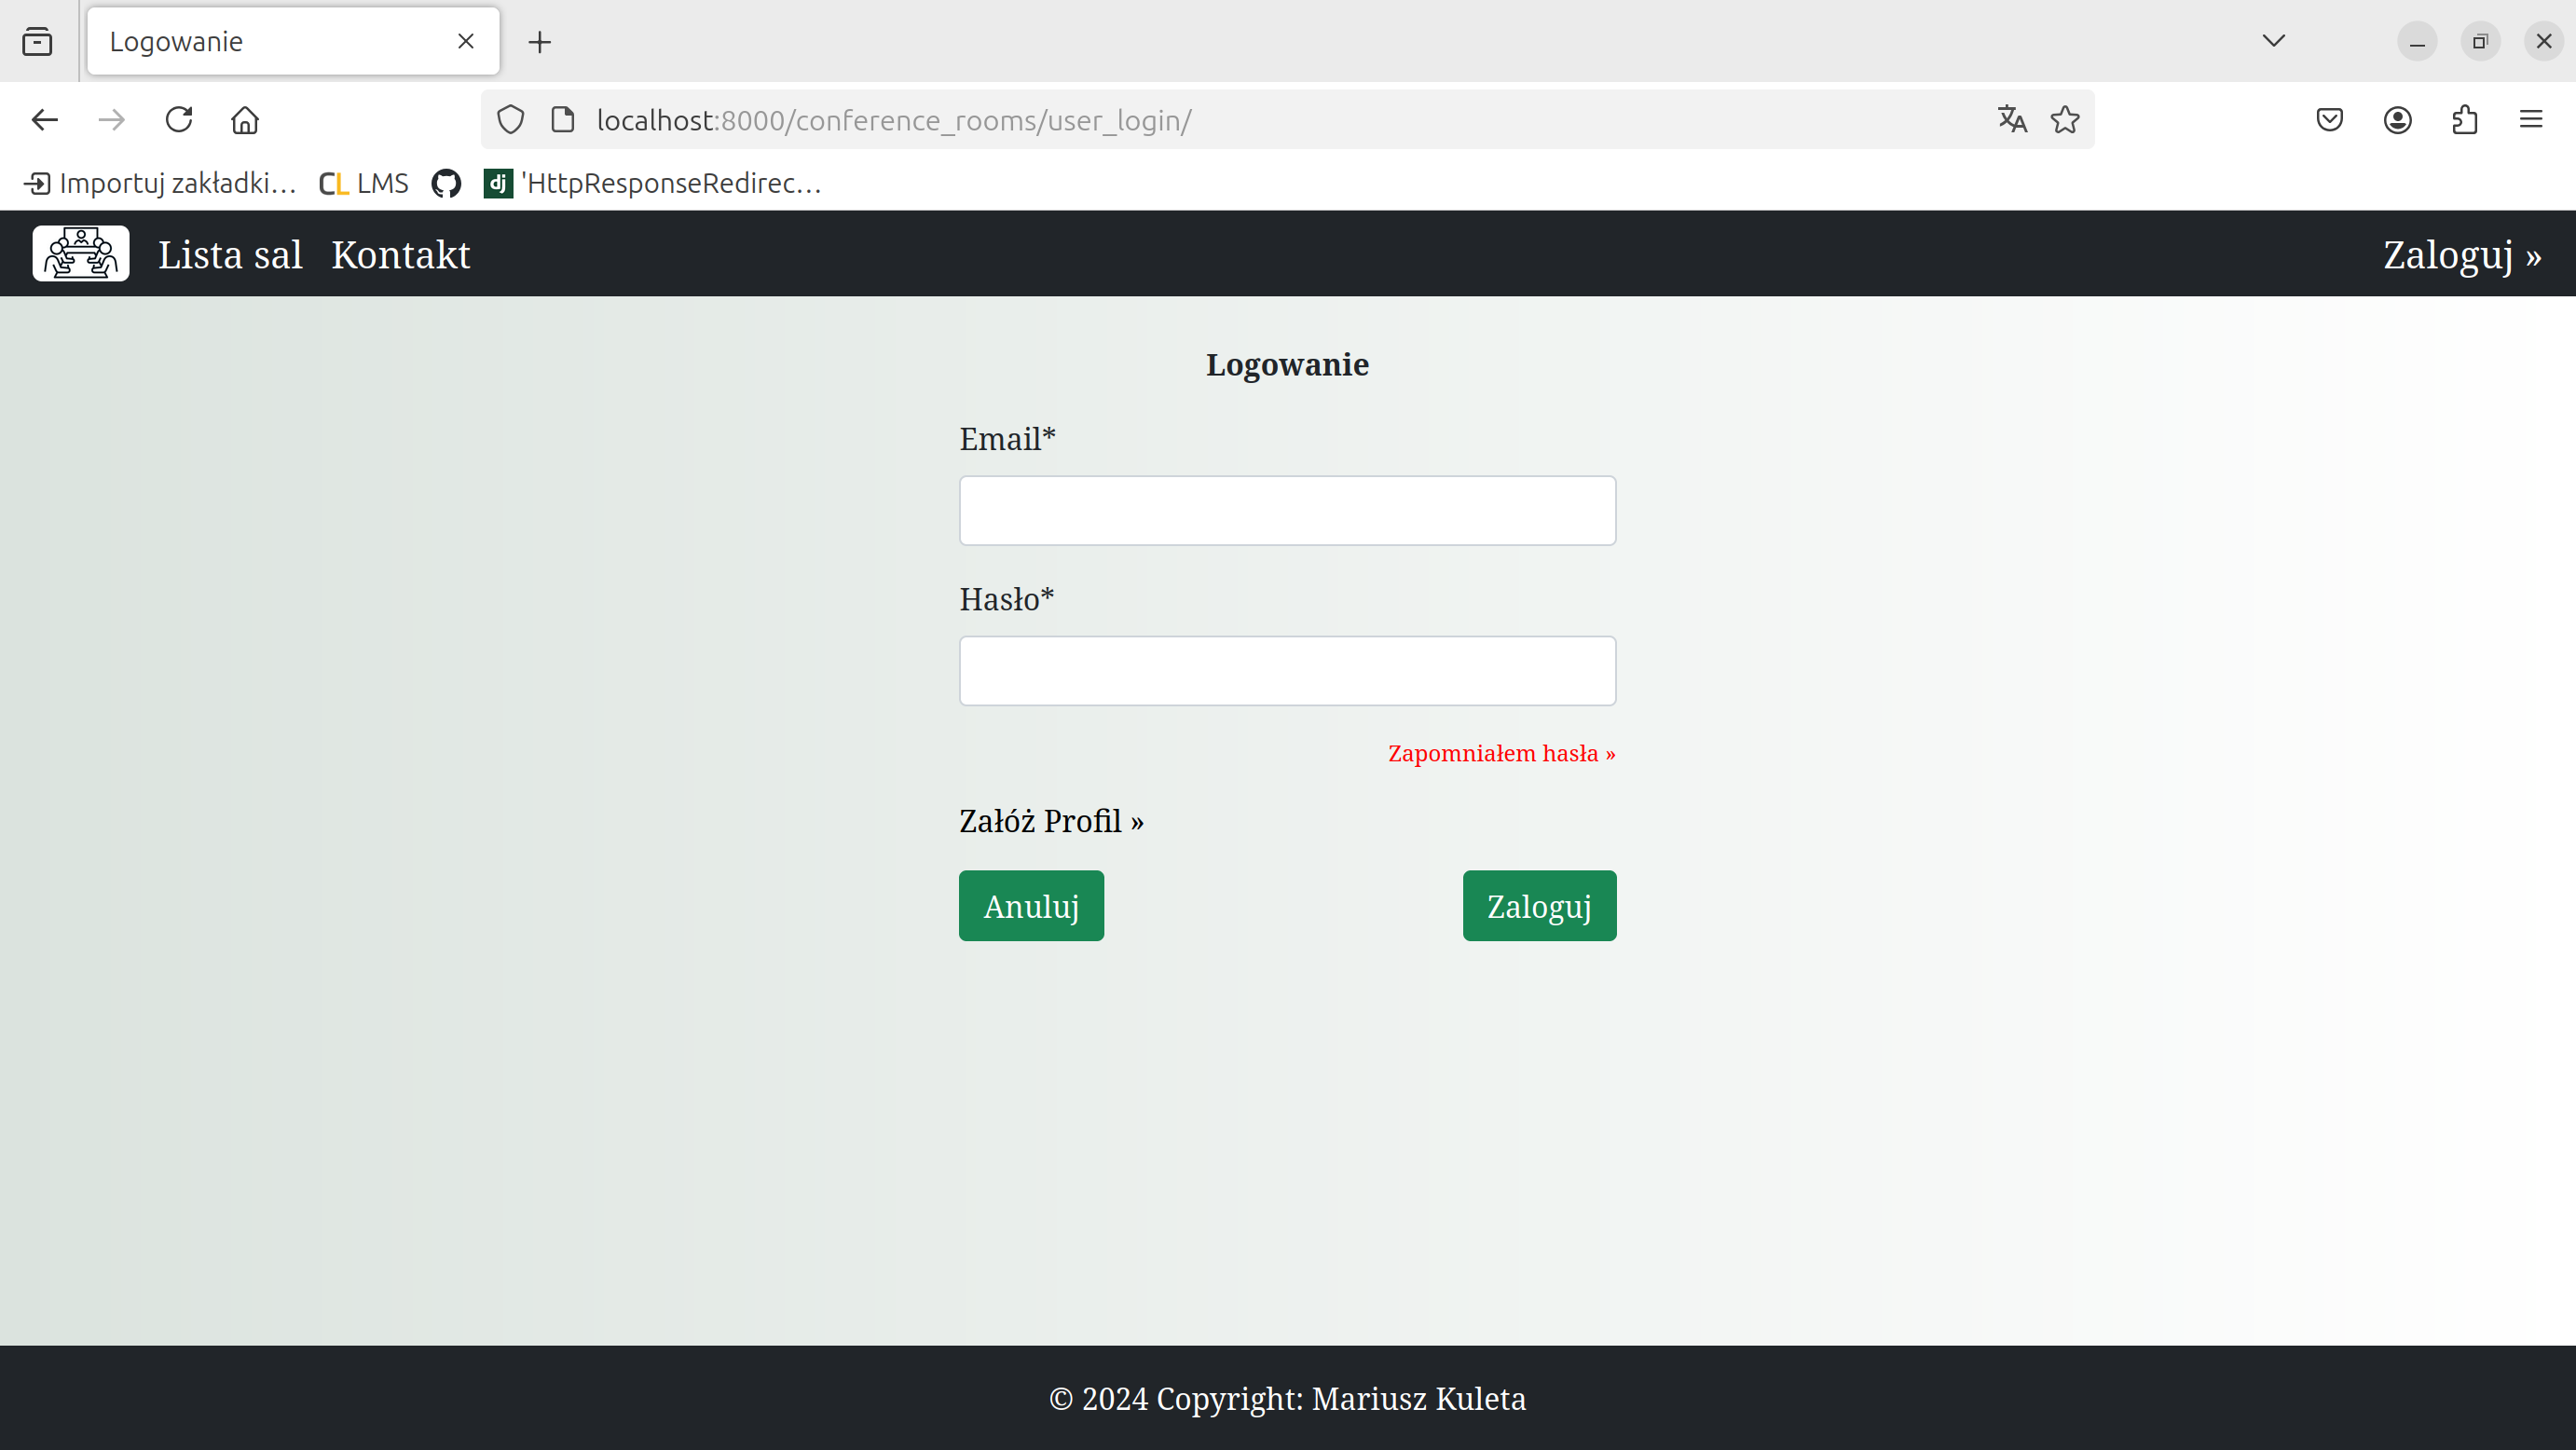 Logowanie
localhost:8000/conference_rooms/user_login/
Importuj zakładki… CL LMS dj 'HttpResponseRedirec…
Lista sal Kontakt Zaloguj »
Logowanie
Email*
Hasło*
Zapomniałem hasła »
Załóż Profil »
Anuluj Zaloguj
© 2024 Copyright: Mariusz Kuleta